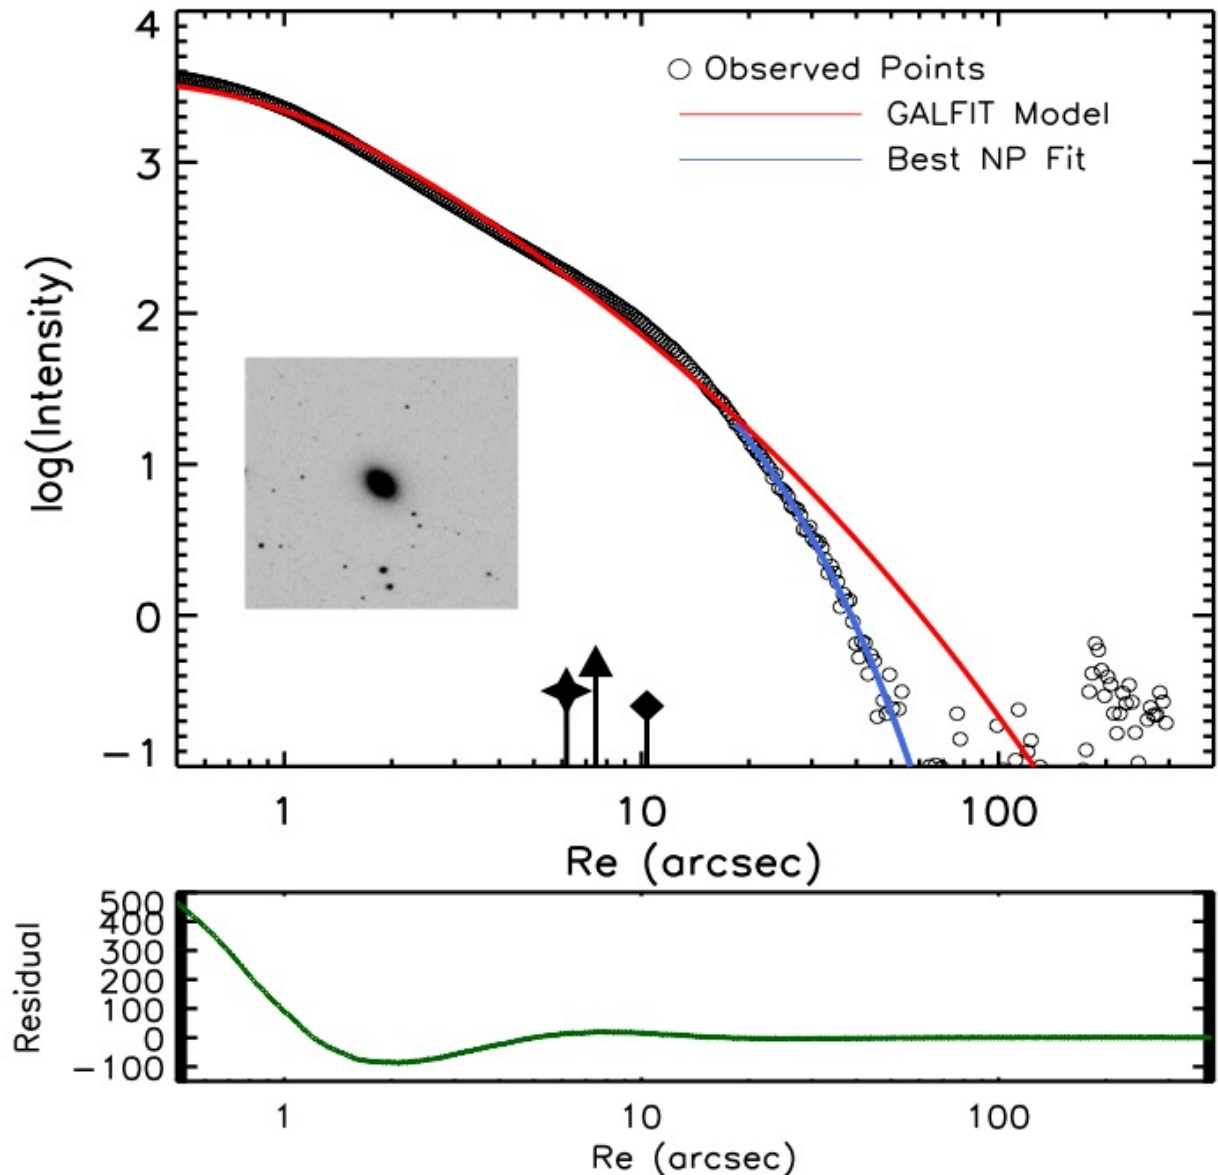 4
3
2
1
0
−1
log(Intensity)
Observed Points
GALFIT Model
Best NP Fit
1 10 100
Re (arcsec)
500
400
300
200
100
0
−100
Residual
1 10 100
Re (arcsec)